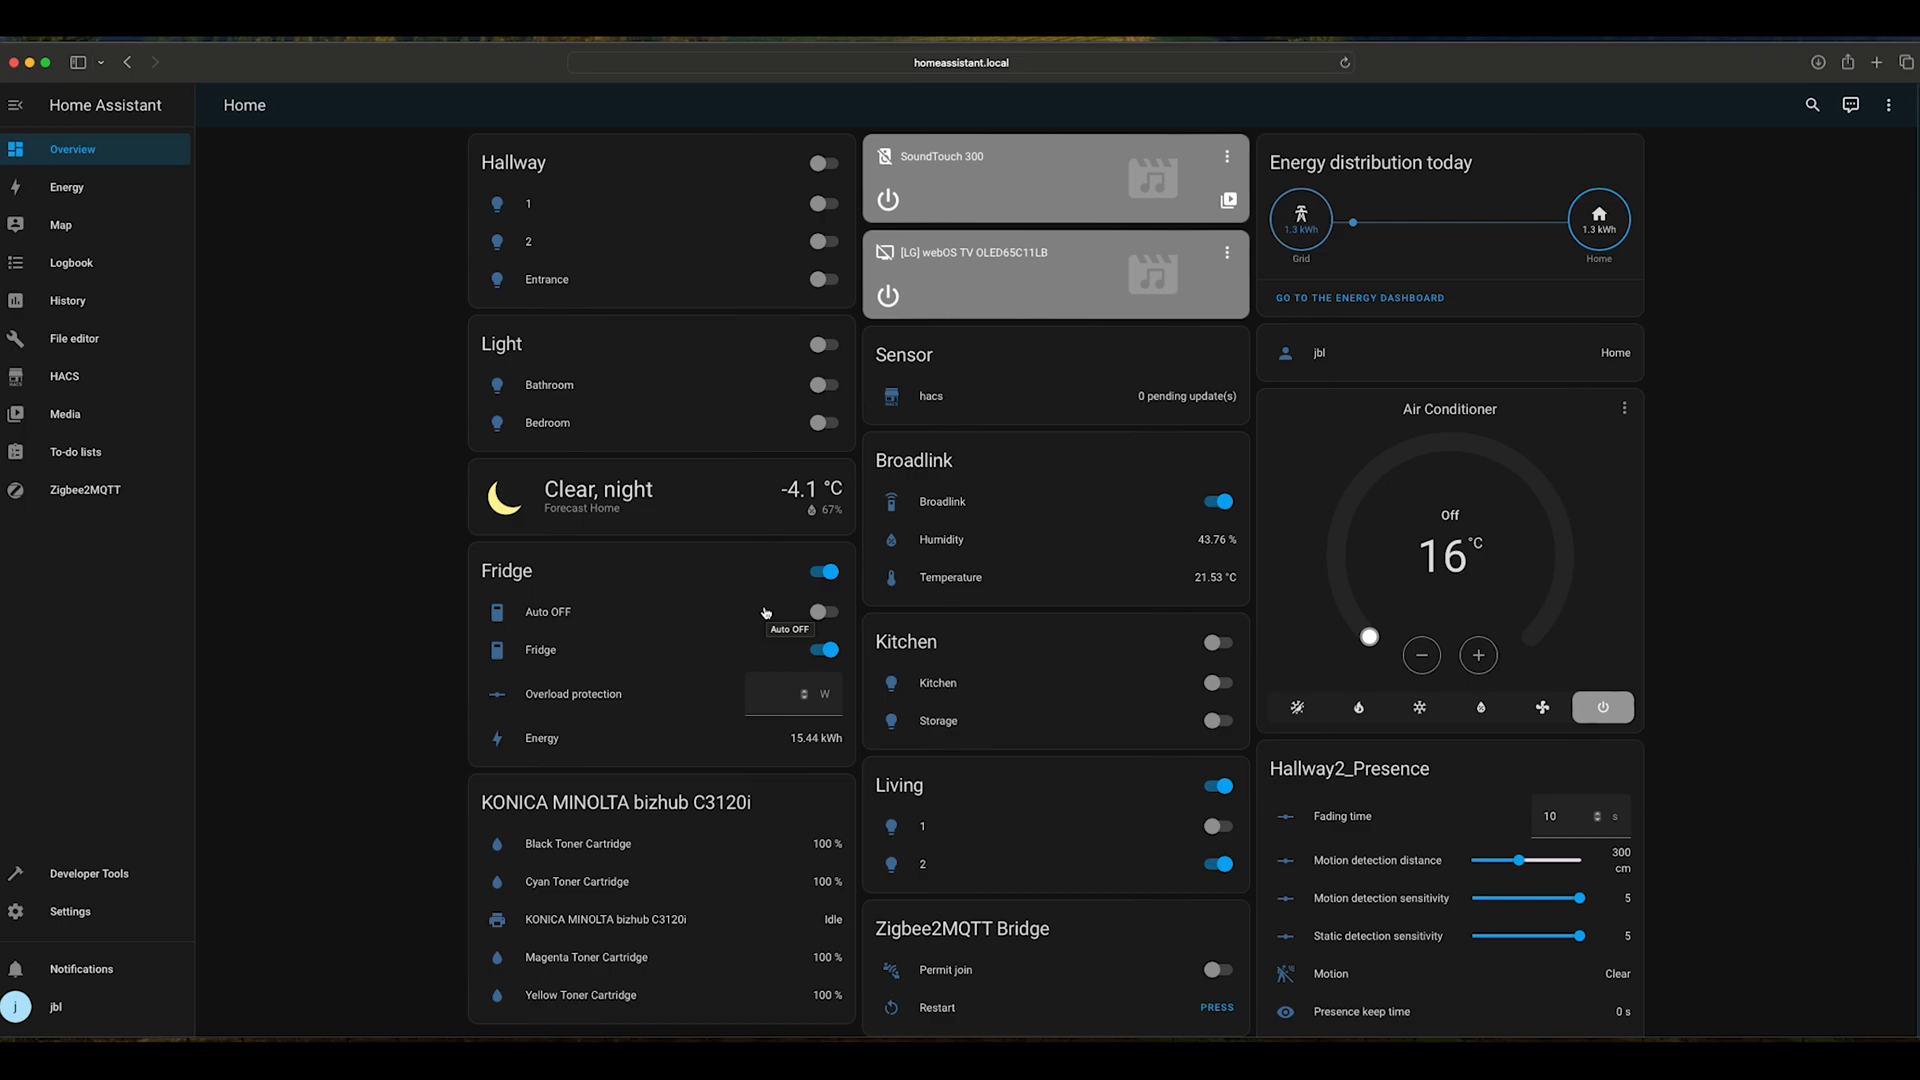 homeassistant.local
Home Assistant
Home
Overview
Energy
Map
Logbook
History
File editor
HACS
HACS
Media
To-do lists
Zigbee2MQTT
Developer Tools
Settings
Notifications
j
jbl
Hallway
1
2
Entrance
Light
Bathroom
Bedroom
Clear, night
-4.1 °C
Forecast Home
67%
Fridge
Auto OFF
Auto OFF
Fridge
Overload protection
W
Energy
15.44 kWh
KONICA MINOLTA bizhub C3120i
Black Toner Cartridge
100 %
Cyan Toner Cartridge
100 %
KONICA MINOLTA bizhub C3120i
Idle
Magenta Toner Cartridge
100 %
Yellow Toner Cartridge
100 %
SoundTouch 300
[LG] webOS TV OLED65C11LB
Sensor
HACS
hacs
0 pending update(s)
Broadlink
Broadlink
Humidity
43.76 %
Temperature
21.53 °C
Kitchen
Kitchen
Storage
Living
1
2
Zigbee2MQTT Bridge
Permit join
Restart
PRESS
Energy distribution today
1.3 kWh
1.3 kWh
Grid
Home
GO TO THE ENERGY DASHBOARD
jbl
Home
Air Conditioner
Off
16 °C
Hallway2_Presence
Fading time
10
s
Motion detection distance
300
cm
Motion detection sensitivity
5
Static detection sensitivity
5
Motion
Clear
Presence keep time
0 s